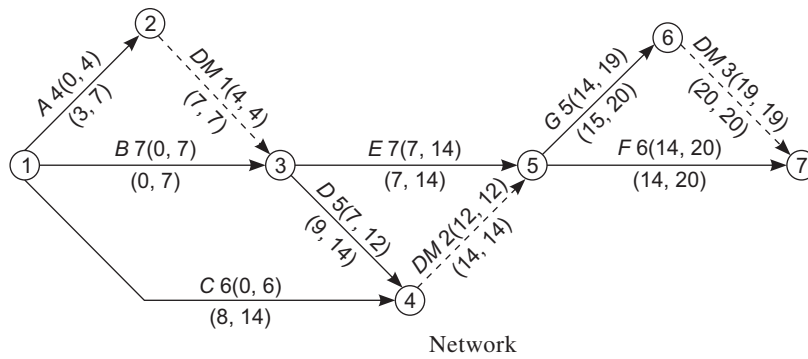 2
6
A 4(0, 4)
(3, 7)
DM 1(4, 4)
(7, 7)
G 5(14, 19)
(15, 20)
DM 3(19, 19)
(20, 20)
1
B 7(0, 7)
(0, 7)
3
E 7(7, 14)
(7, 14)
5
F 6(14, 20)
(14, 20)
7
D 5(7, 12)
(9, 14)
DM 2(12, 12)
(14, 14)
C 6(0, 6)
(8, 14)
4
Network